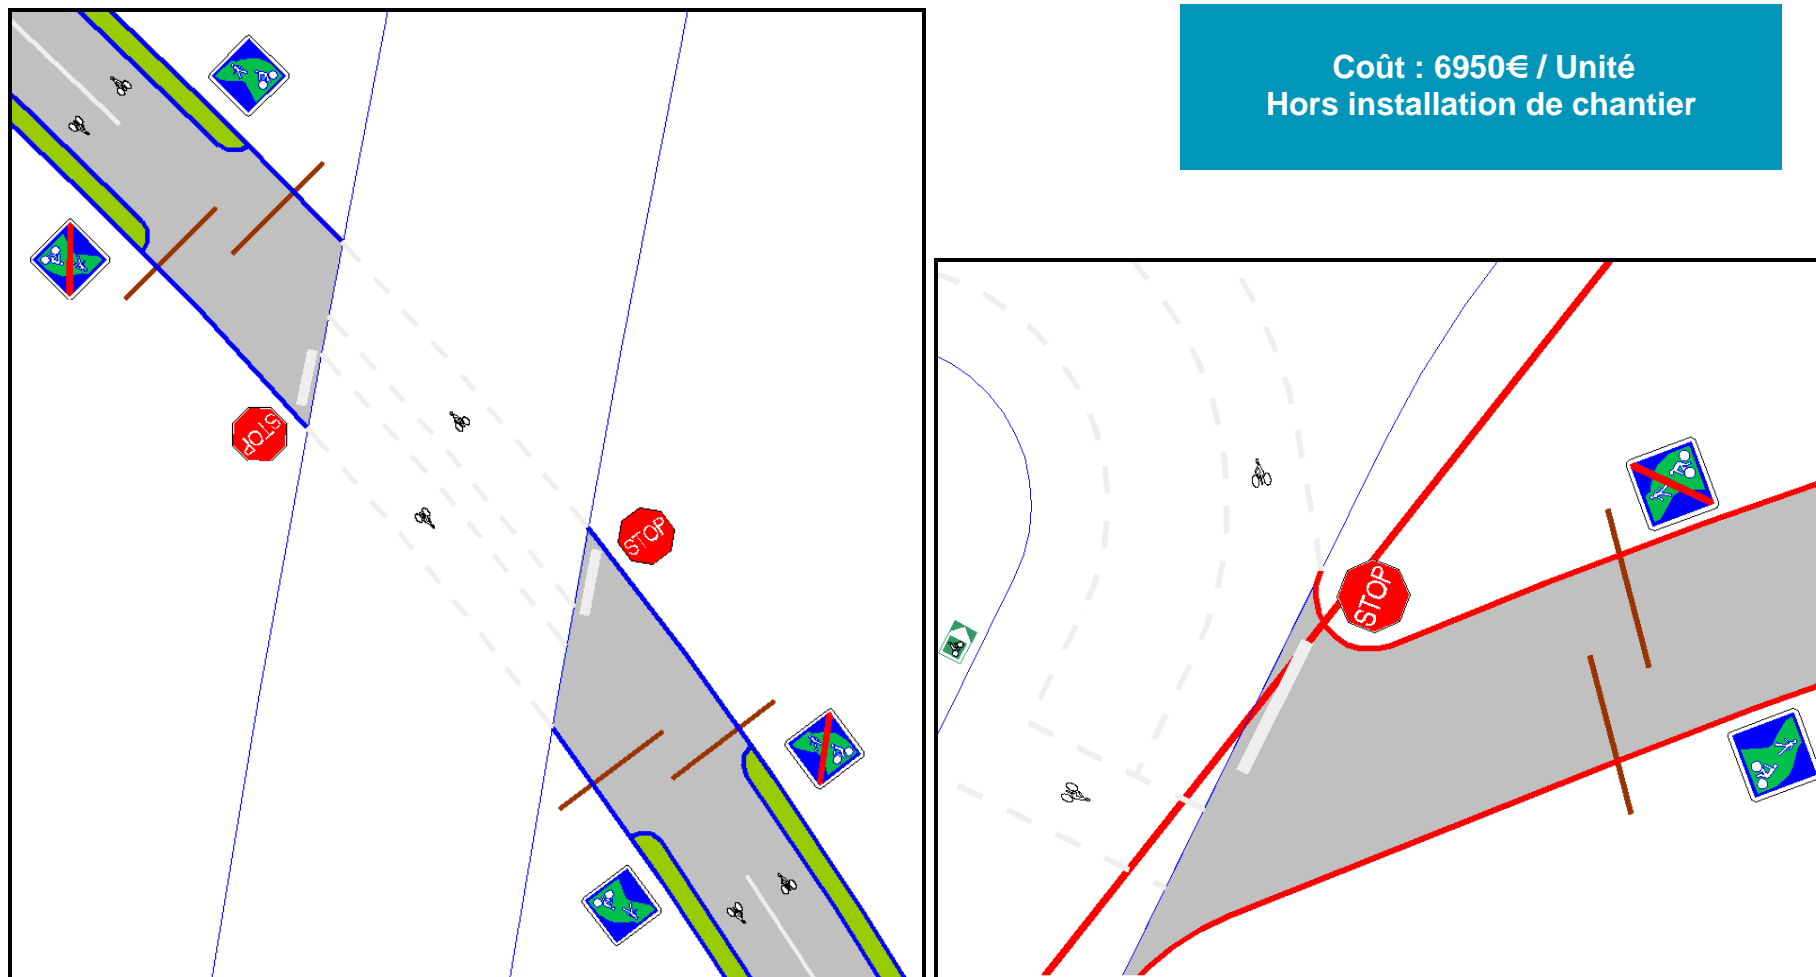 Coût : 6950€ / Unité
Hors installation de chantier
STOP
STOP
STOP